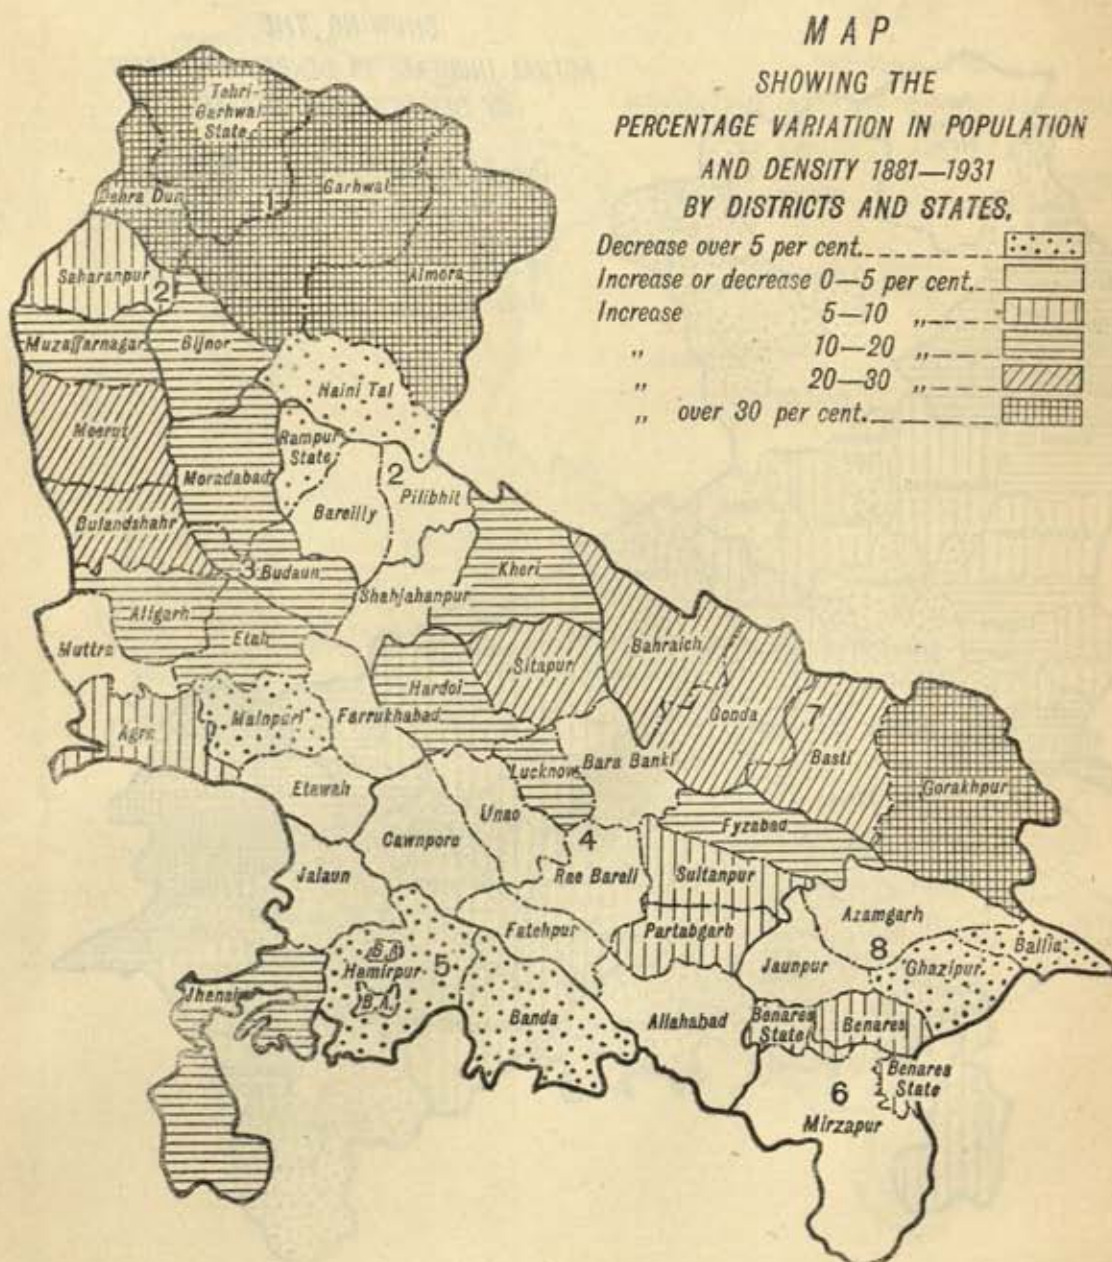 MAP
SHOWING THE
PERCENTAGE VARIATION IN POPULATION
AND DENSITY 1881—1931
BY DISTRICTS AND STATES.
Decrease over 5 per cent.
Increase or decrease 0—5 per cent.
Increase 5—10 „
„ 10—20 „
„ 20—30 „
„ over 30 per cent.
Tehri-
Garhwal
State
Dehra Dun
1
Garhwal
Almora
Saharanpur
2
Muzaffarnagar
Bijnor
Naini Tal
Meerut
Rampur
State
Moradabad
2
Pilibhit
Bareilly
Bulandshahr
3
Budaun
Kheri
Shahjahanpur
Aligarh
Muttra
Etah
Bahraich
Sitapur
Hardoi
Mainpuri
Farrukhabad
Gonda
7
Agra
Basti
Lucknow
Bara Banki
Etawah
Gorakhpur
Unao
Fyzabad
Cawnpore
4
Jalaun
Rae Bareli
Sultanpur
Azamgarh
Fatehpur
Partabgarh
Ballia
B.A.
8
Hamirpur
5
Jaunpur
Ghazipur
Jhansi
B.A.
Banda
Allahabad
Benares
State
Benares
Benares
State
6
Mirzapur